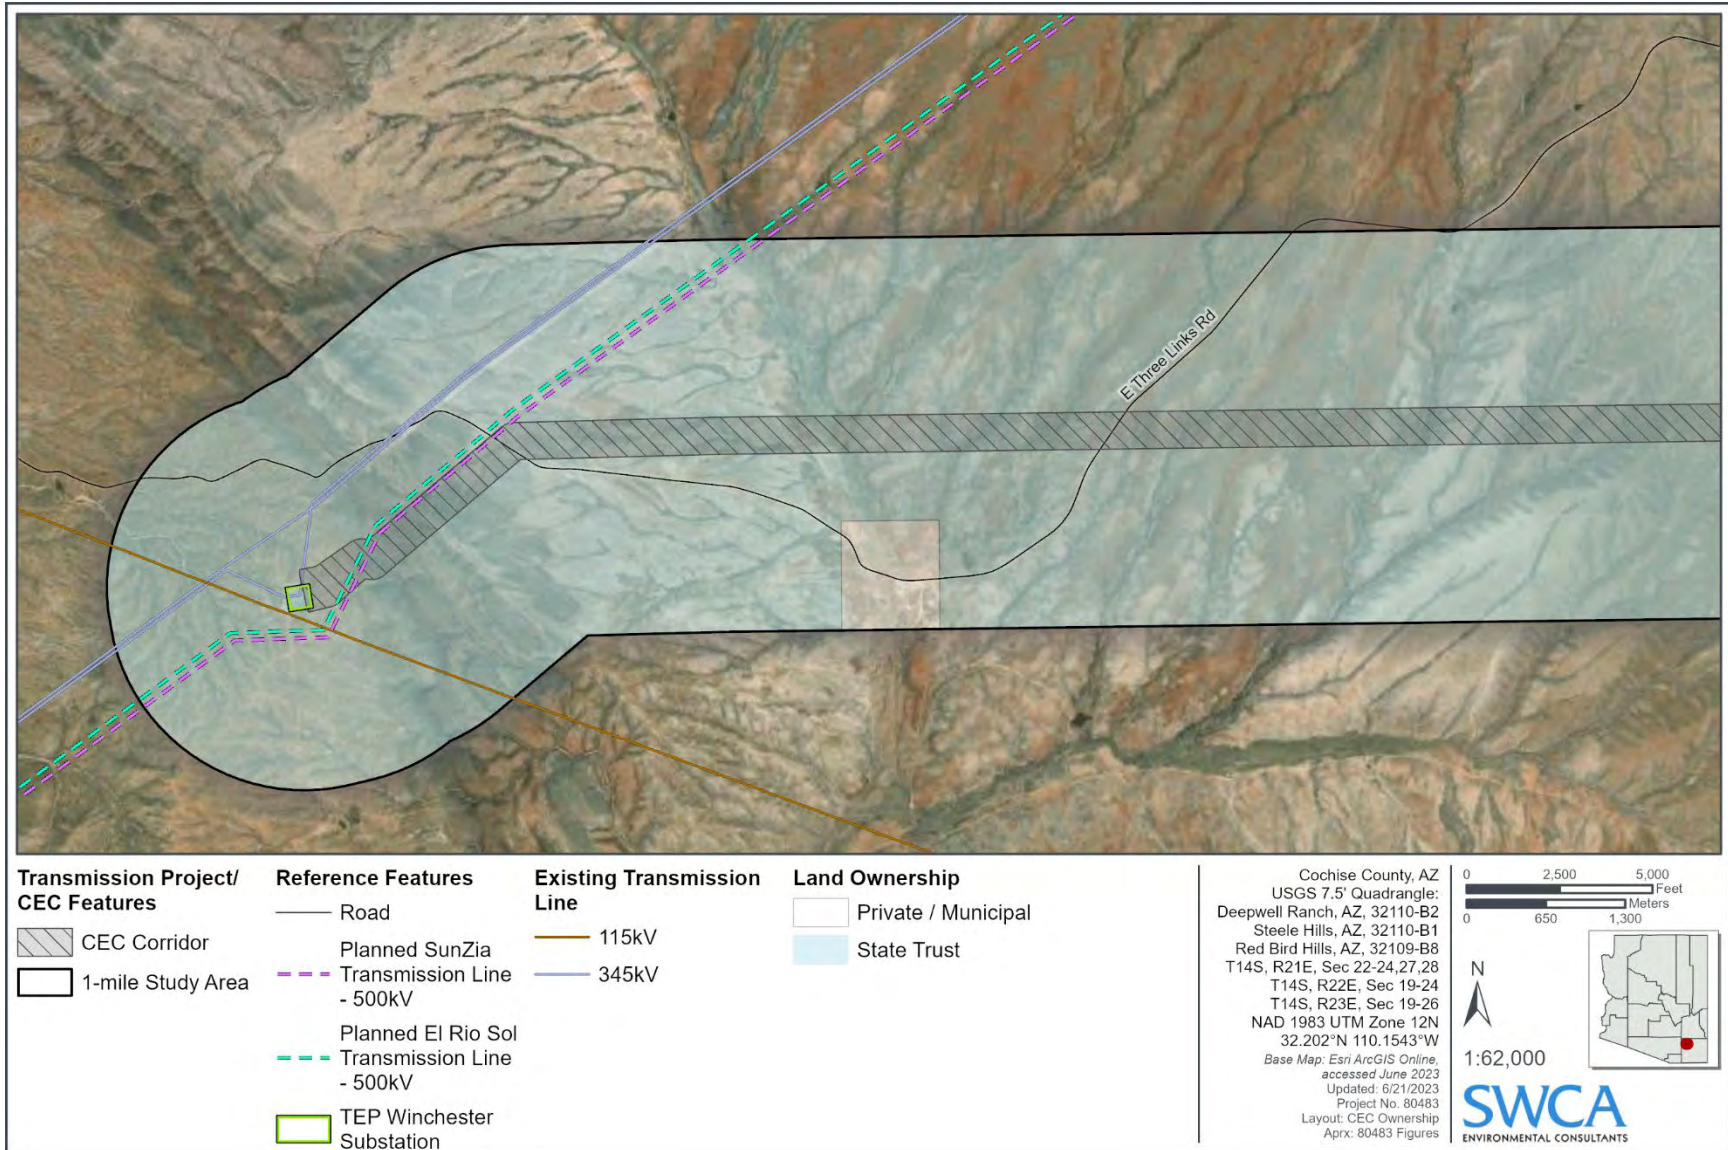 E Three Links Rd
Transmission Project/
CEC Features
CEC Corridor
1-mile Study Area
Reference Features
Road
Planned SunZia
Transmission Line
- 500kV
Planned El Rio Sol
Transmission Line
- 500kV
TEP Winchester
Substation
Existing Transmission
Line
115kV
345kV
Land Ownership
Private / Municipal
State Trust
Cochise County, AZ
USGS 7.5' Quadrangle:
Deepwell Ranch, AZ, 32110-B2
Steele Hills, AZ, 32110-B1
Red Bird Hills, AZ, 32109-B8
T14S, R21E, Sec 22-24,27,28
T14S, R22E, Sec 19-24
T14S, R23E, Sec 19-26
NAD 1983 UTM Zone 12N
32.202°N 110.1543°W
Base Map: Esri ArcGIS Online,
accessed June 2023
Updated: 6/21/2023
Project No. 80483
Layout: CEC Ownership
Aprx: 80483 Figures
0 2,500 5,000
Feet
Meters
0 650 1,300
N
1:62,000
SWCA
ENVIRONMENTAL CONSULTANTS